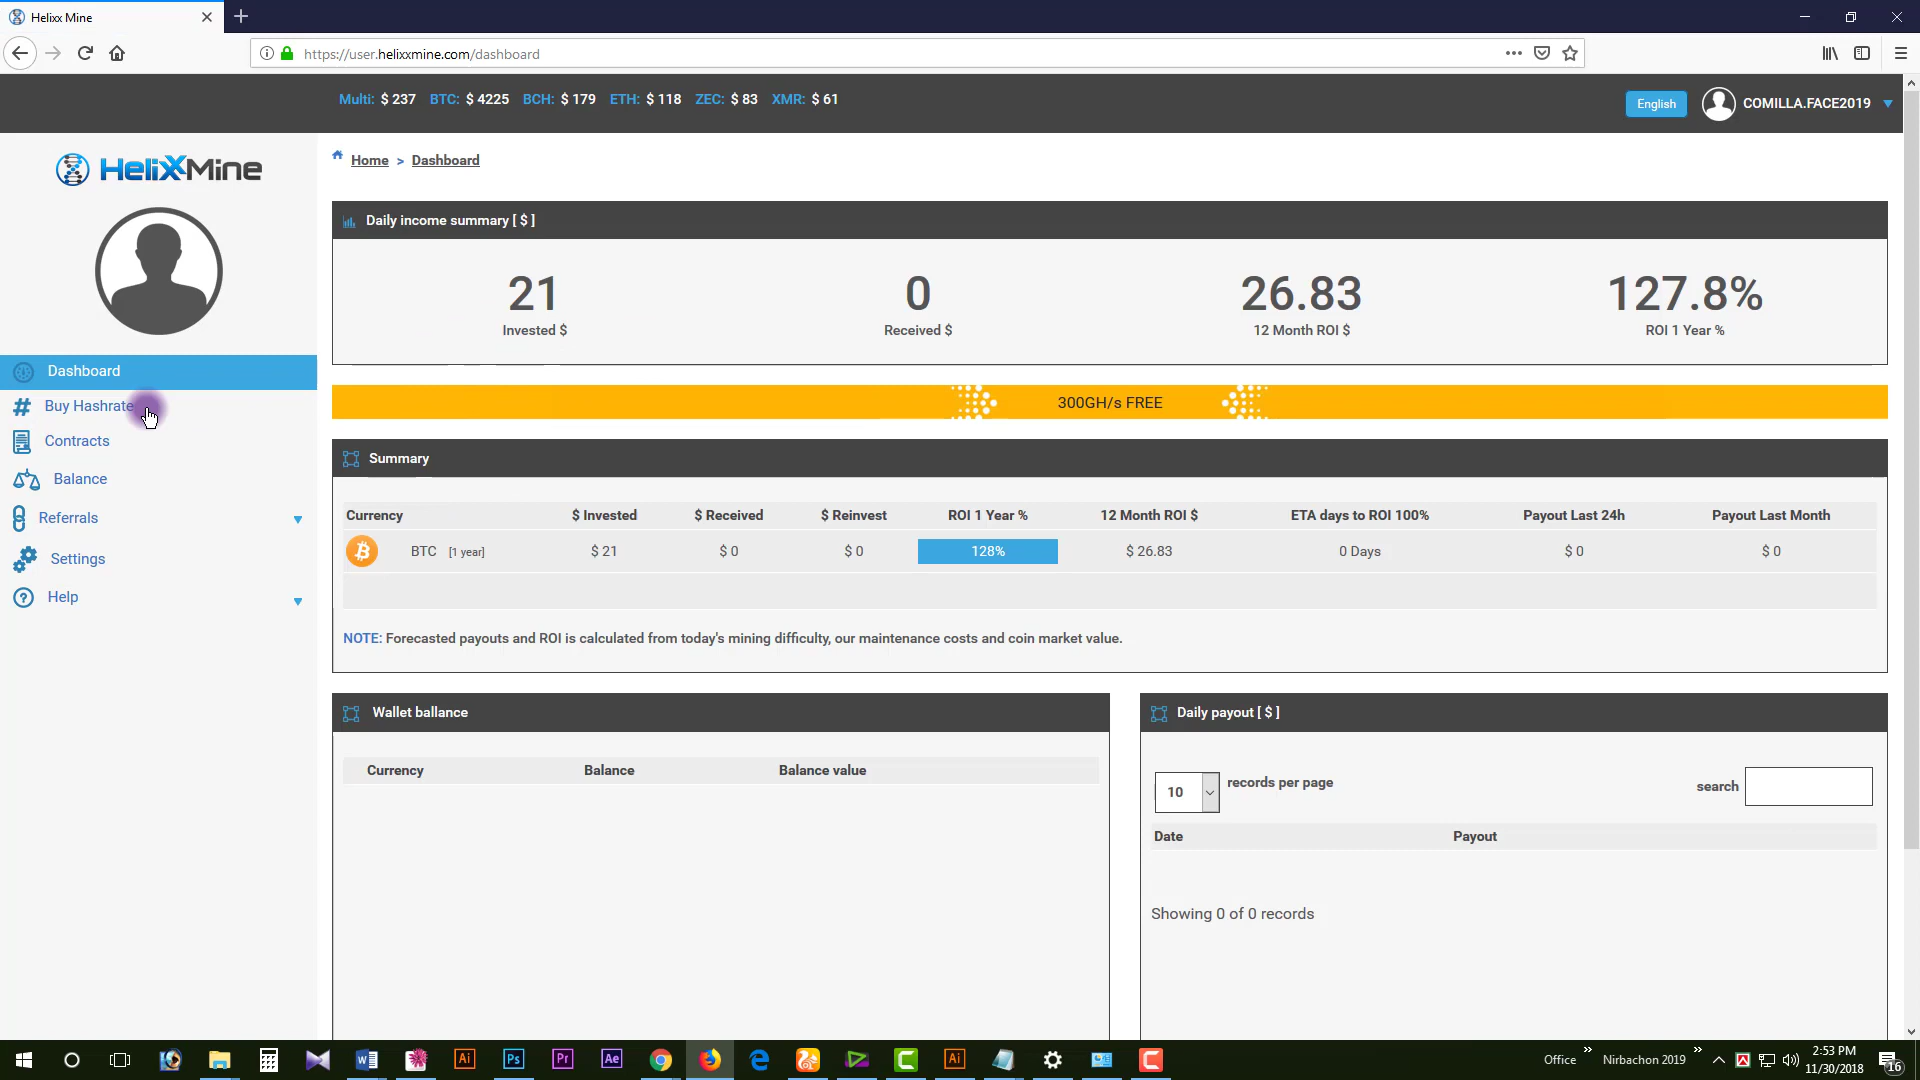 Helixx Mine
https://user.helixxmine.com/dashboard
Multi: $ 237 BTC: $ 4225 BCH: $ 179 ETH: $ 118 ZEC: $ 83 XMR: $ 61
English
COMILLA.FACE2019
HeliXXMine
Home > Dashboard
Daily income summary [ $ ]
21
Invested $
0
Received $
26.83
12 Month ROI $
127.8%
ROI 1 Year %
Dashboard
# Buy Hashrate
Contracts
Balance
Referrals
Settings
? Help
300GH/s FREE
Summary
Currency $ Invested $ Received $ Reinvest ROI 1 Year % 12 Month ROI $ ETA days to ROI 100% Payout Last 24h Payout Last Month
BTC [1 year] $ 21 $ 0 $ 0 128% $ 26.83 0 Days $ 0 $ 0
NOTE: Forecasted payouts and ROI is calculated from today's mining difficulty, our maintenance costs and coin market value.
Wallet ballance
Currency Balance Balance value
Daily payout [ $ ]
10 records per page
search
Date Payout
Showing 0 of 0 records
Ai Ps Pr Ae Ai
Office » Nirbachon 2019 »
2:53 PM
11/30/2018
16